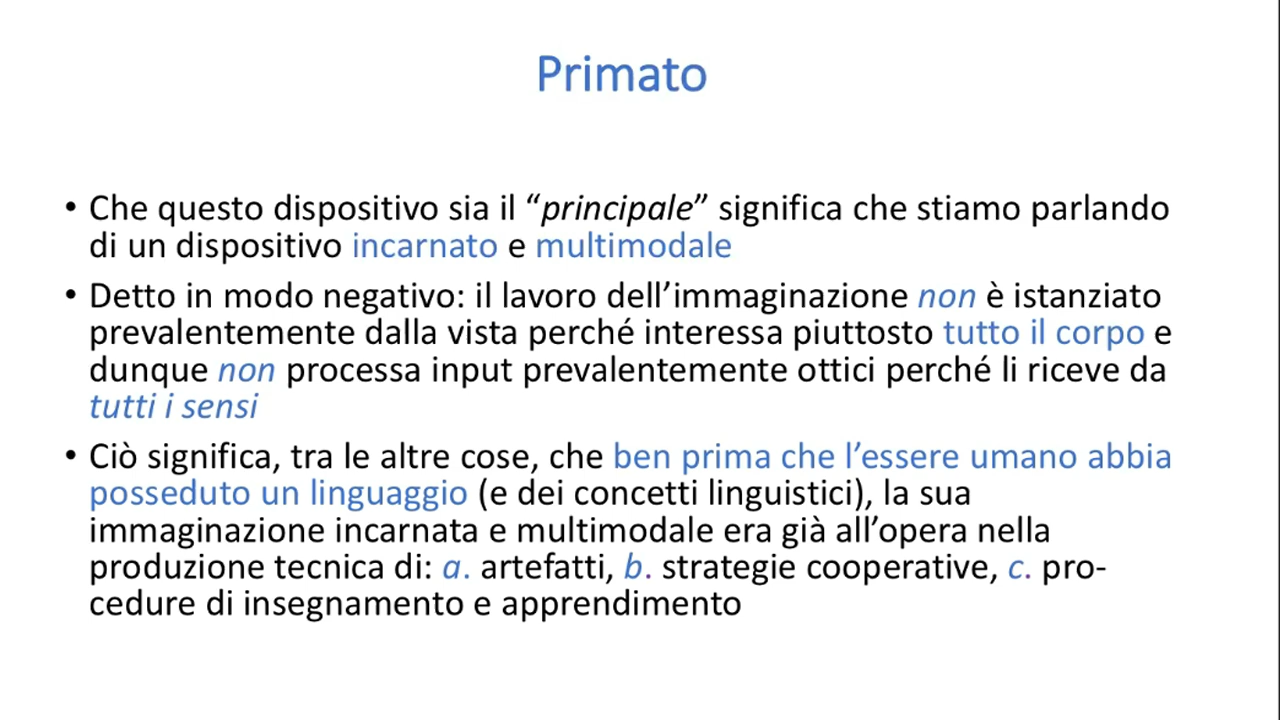 Primato
• Che questo dispositivo sia il “principale” significa che stiamo parlando
di un dispositivo incarnato e multimodale
• Detto in modo negativo: il lavoro dell’immaginazione non è istanziato
prevalentemente dalla vista perché interessa piuttosto tutto il corpo e
dunque non processa input prevalentemente ottici perché li riceve da
tutti i sensi
• Ciò significa, tra le altre cose, che ben prima che l’essere umano abbia
posseduto un linguaggio (e dei concetti linguistici), la sua
immaginazione incarnata e multimodale era già all’opera nella
produzione tecnica di: a. artefatti, b. strategie cooperative, c. pro-
cedure di insegnamento e apprendimento